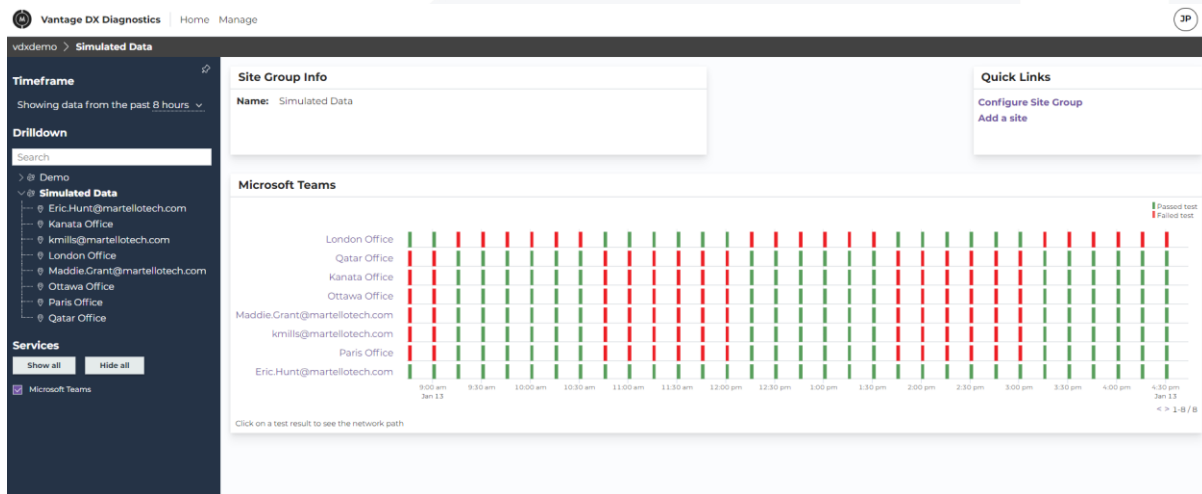 Vantage DX Diagnostics Home Manage JP
vdxdemo > Simulated Data
Timeframe
Showing data from the past 8 hours
Drilldown
Search
Demo
Simulated Data
Eric.Hunt@martellotech.com
Kanata Office
kmills@martellotech.com
London Office
Maddie.Grant@martellotech.com
Ottawa Office
Paris Office
Qatar Office
Services
Show all Hide all
Microsoft Teams
Site Group Info
Name: Simulated Data
Quick Links
Configure Site Group
Add a site
Microsoft Teams
Passed test
Failed test
London Office
Qatar Office
Kanata Office
Ottawa Office
Maddie.Grant@martellotech.com
kmills@martellotech.com
Paris Office
Eric.Hunt@martellotech.com
9:00 am 9:30 am 10:00 am 10:30 am 11:00 am 11:30 am 12:00 pm 12:30 pm 1:00 pm 1:30 pm 2:00 pm 2:30 pm 3:00 pm 3:30 pm 4:00 pm 4:30 pm
Jan 13 Jan 13
< > 1-8 / 8
Click on a test result to see the network path